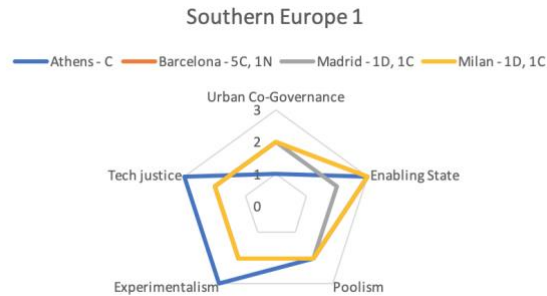 Southern Europe 1
Athens - C Barcelona - 5C, 1N Madrid - 1D, 1C Milan - 1D, 1C
Urban Co-Governance
3
2
Tech justice 1 Enabling State
0
Experimentalism Poolism